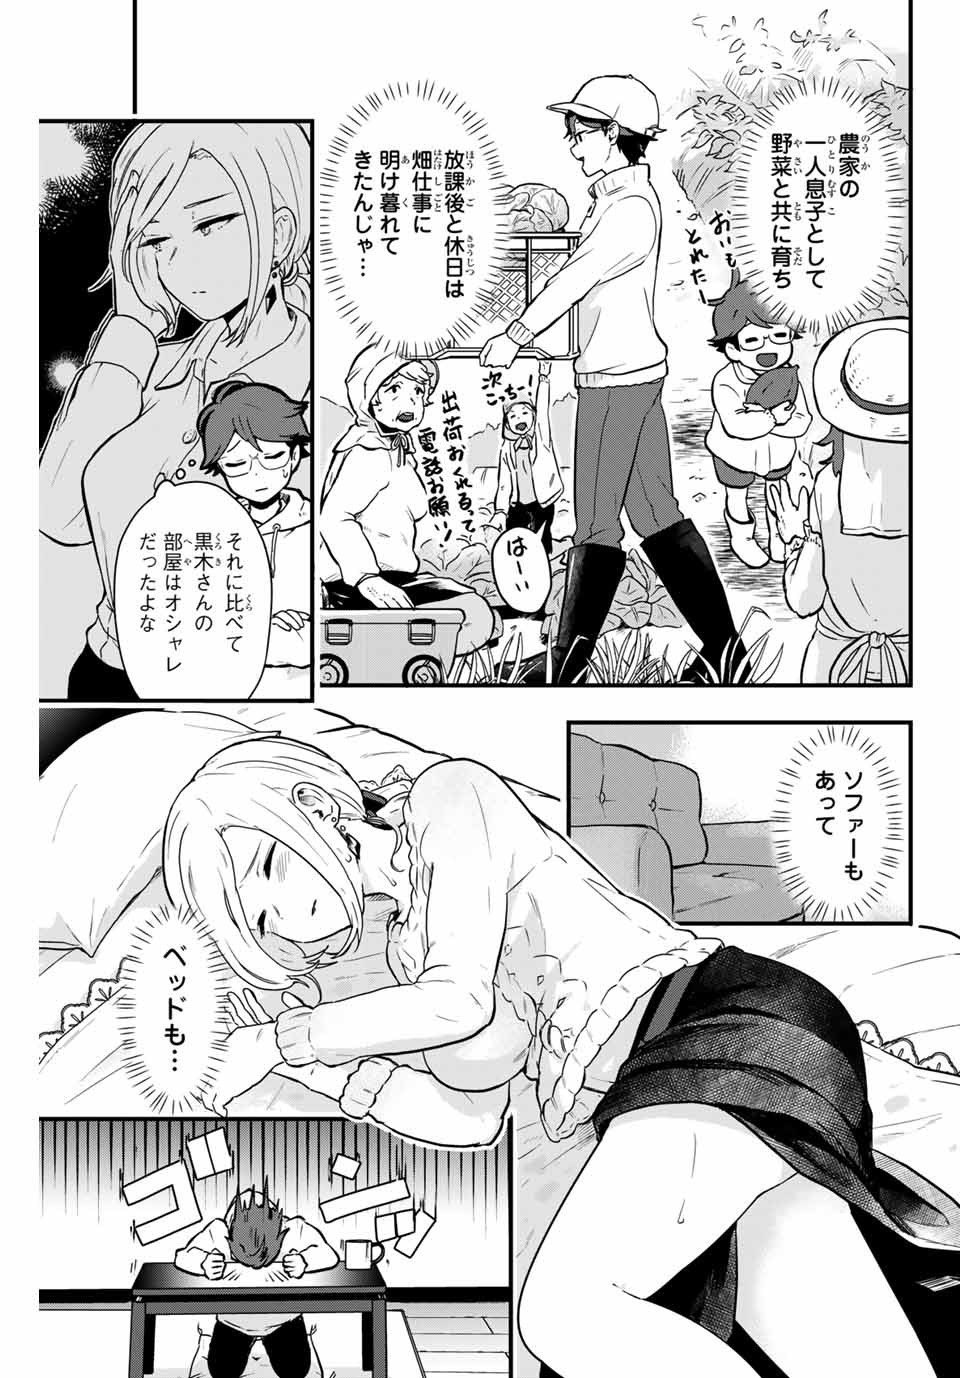 農家の
一人息子として
野菜と共に育ち
おいも
とれたー
放課後と休日は
畑仕事に
明け暮れて
きたんじゃ…
次
こっちー！
出荷おくれるって
電話お願い！
はーい
それに比べて
黒木さんの
部屋はオシャレ
だったよな
ソファーも
あって
ベッドも…
ゴン